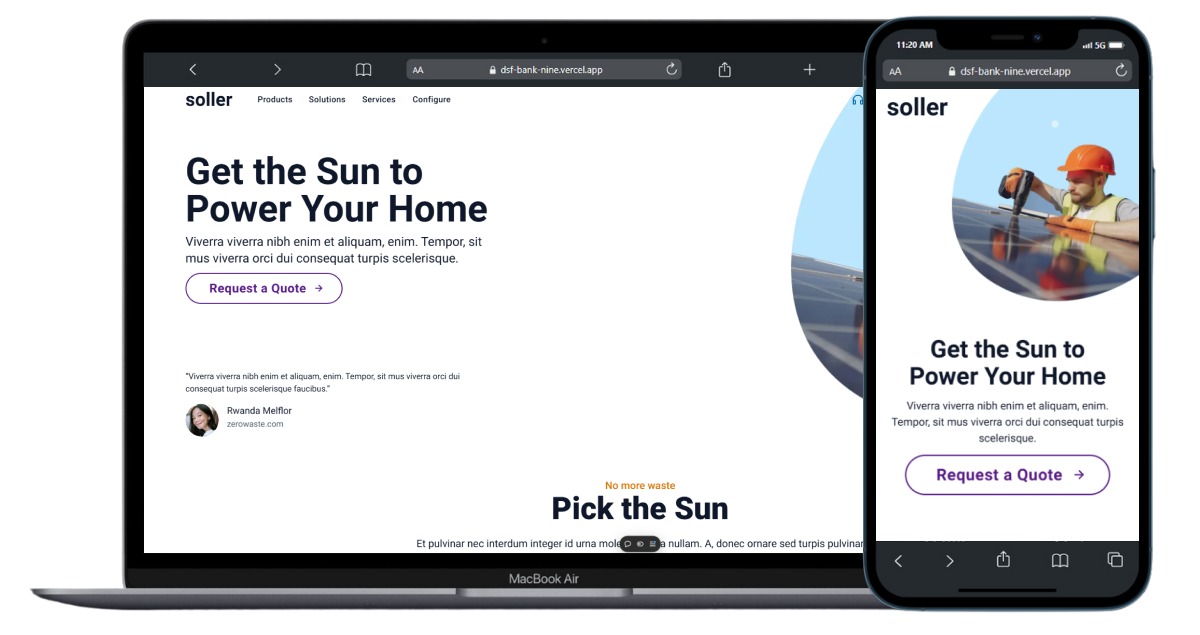 AA dsf-bank-nine.vercel.app
soller Products Solutions Services Configure
Get the Sun to
Power Your Home
Viverra viverra nibh enim et aliquam, enim. Tempor, sit
mus viverra orci dui consequat turpis scelerisque.
Request a Quote →
"Viverra viverra nibh enim et aliquam, enim. Tempor, sit mus viverra orci dui
consequat turpis scelerisque faucibus."
Rwanda Melflor
zerowaste.com
No more waste
Pick the Sun
Et pulvinar nec interdum integer id urna mole a nullam. A, donec ornare sed turpis pulvinar
MacBook Air
11:20 AM 5G
AA dsf-bank-nine.vercel.app
soller
Get the Sun to
Power Your Home
Viverra viverra nibh enim et aliquam, enim.
Tempor, sit mus viverra orci dui consequat turpis
scelerisque.
Request a Quote →